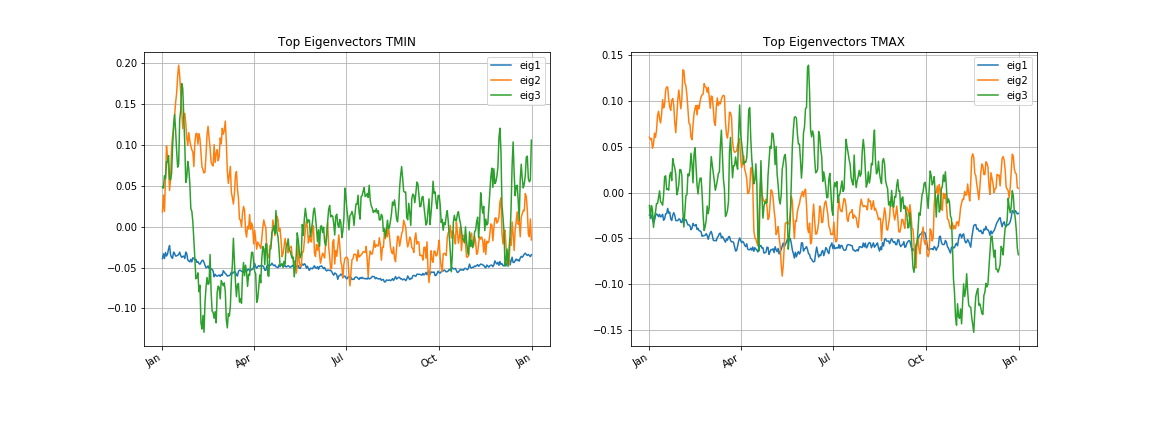 Top Eigenvectors TMIN
0.20
0.15
0.10
0.05
0.00
−0.05
−0.10
Jan
Apr
Jul
Oct
Jan
eig1
eig2
eig3
Top Eigenvectors TMAX
0.15
0.10
0.05
0.00
−0.05
−0.10
−0.15
Jan
Apr
Jul
Oct
Jan
eig1
eig2
eig3